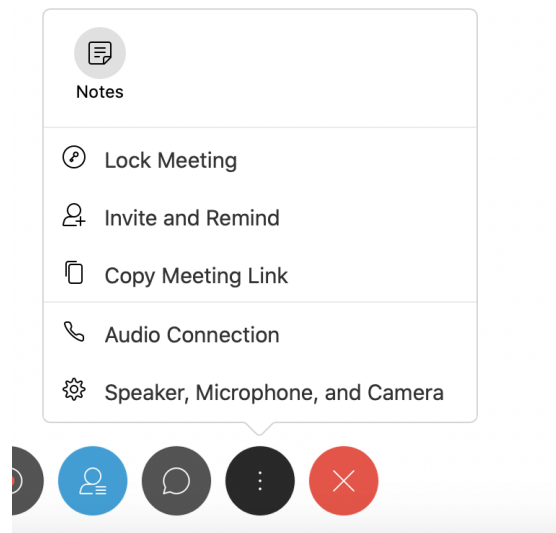 Notes
Lock Meeting
Invite and Remind
Copy Meeting Link
Audio Connection
Speaker, Microphone, and Camera